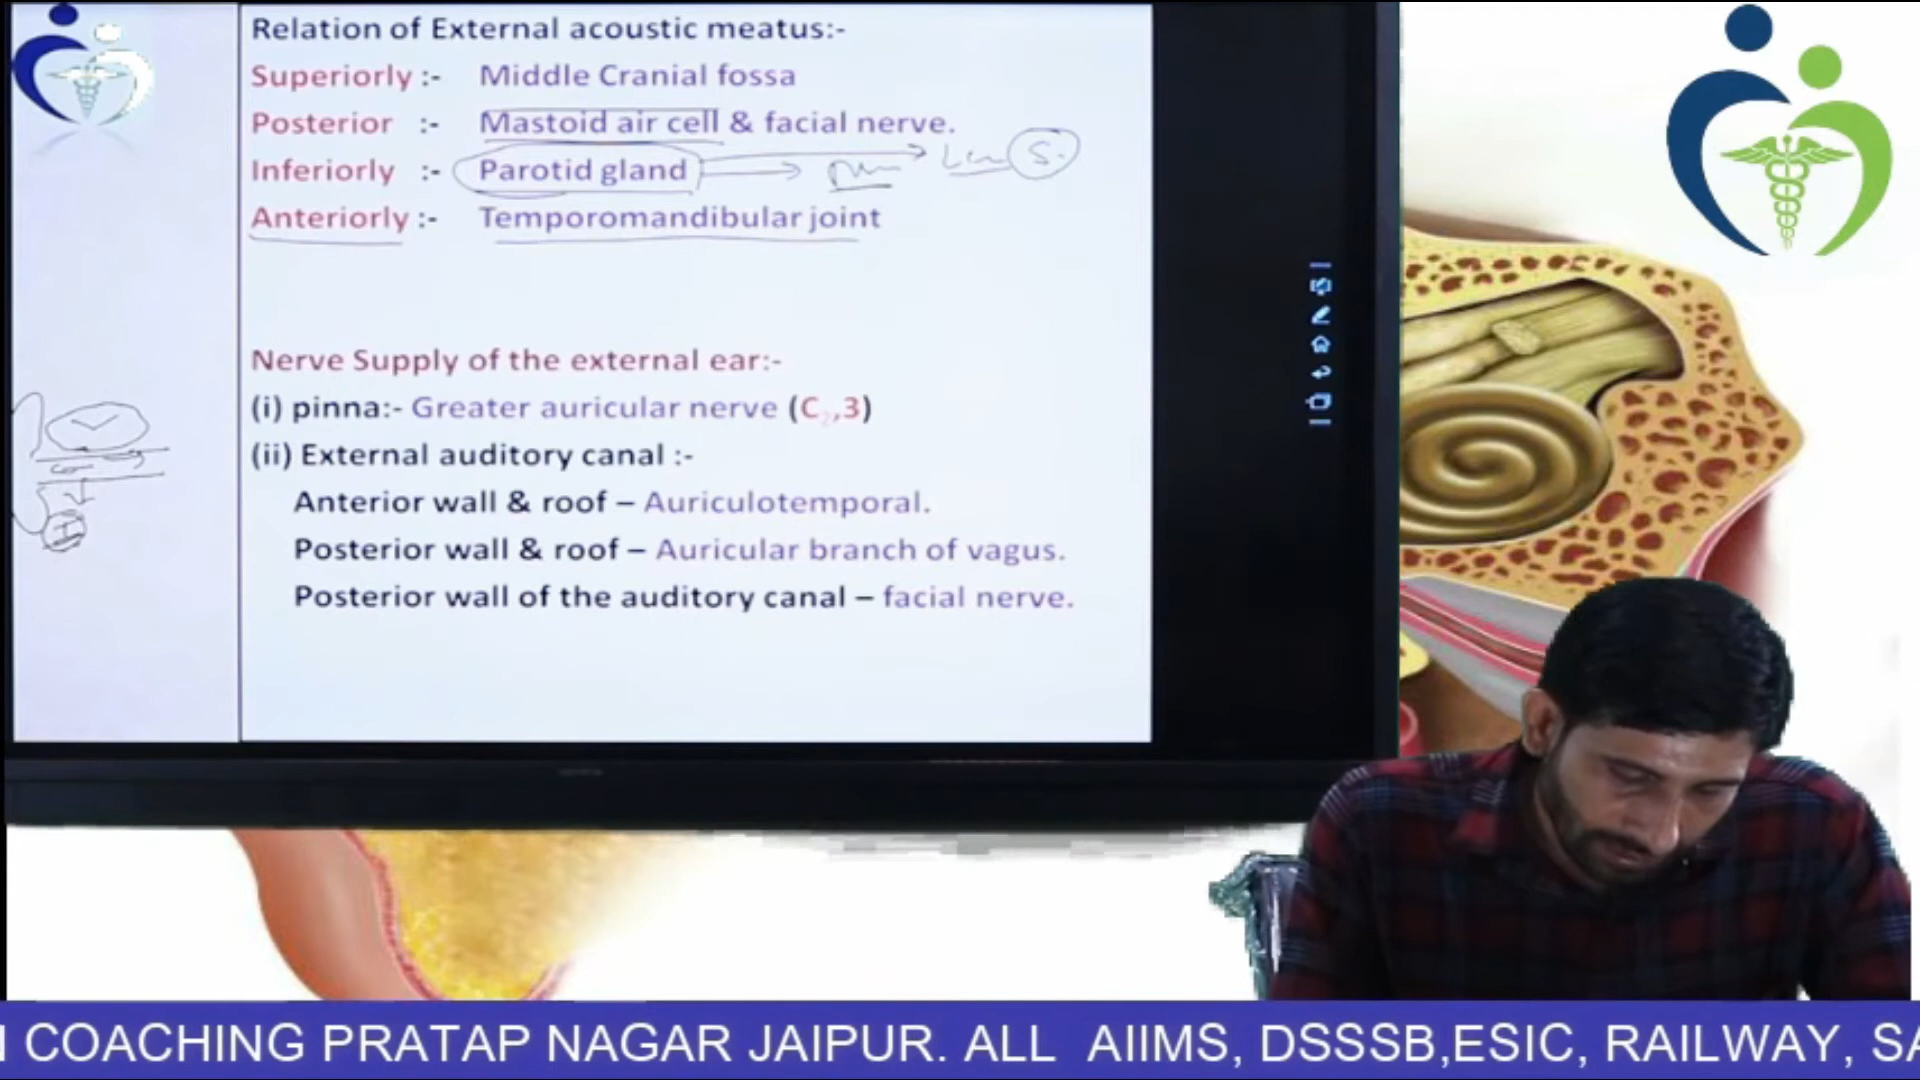 Relation of External acoustic meatus:-
Superiorly :- Middle Cranial fossa
Posterior :- Mastoid air cell & facial nerve.
Inferiorly :- Parotid gland
S.
Anteriorly :- Temporomandibular joint
Nerve Supply of the external ear:-
(i) pinna:- Greater auricular nerve (C₂,3)
(ii) External auditory canal :-
Anterior wall & roof – Auriculotemporal.
Posterior wall & roof – Auricular branch of vagus.
Posterior wall of the auditory canal – facial nerve.
COACHING PRATAP NAGAR JAIPUR. ALL AIIMS, DSSSB,ESIC, RAILWAY, SA